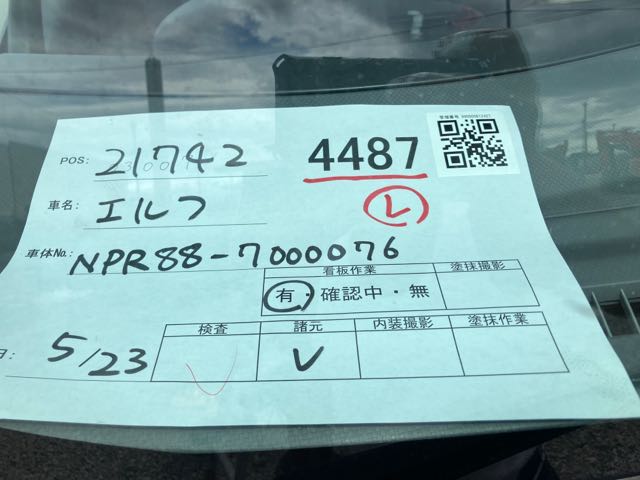 POS: 21742
4487
車名: エルフ
レ
車体No.: NPR88-7000076
看板作業 塗抹撮影
有・確認中・無
検査 諸元 内装撮影 塗抹作業
日: 5/23 V